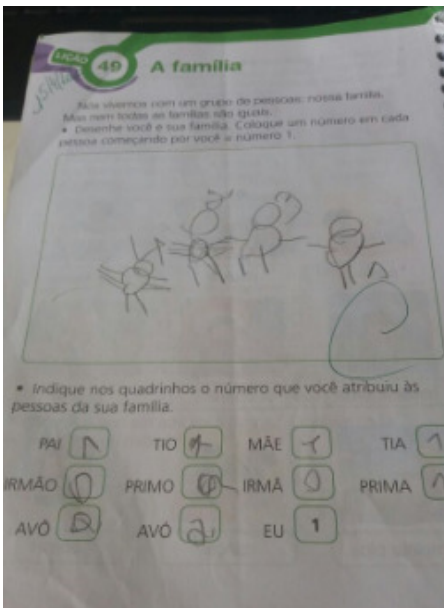 LIÇÃO 49 A família
Nós vivemos com um grupo de pessoas: nossa família.
Mas nem todas as famílias são iguais.
• Desenhe você e sua família. Coloque um número em cada
pessoa começando por você = número 1.
• Indique nos quadrinhos o número que você atribuiu às
pessoas da sua família.
PAI TIO MÃE TIA
IRMÃO PRIMO IRMÃ PRIMA
AVÔ AVÓ EU 1